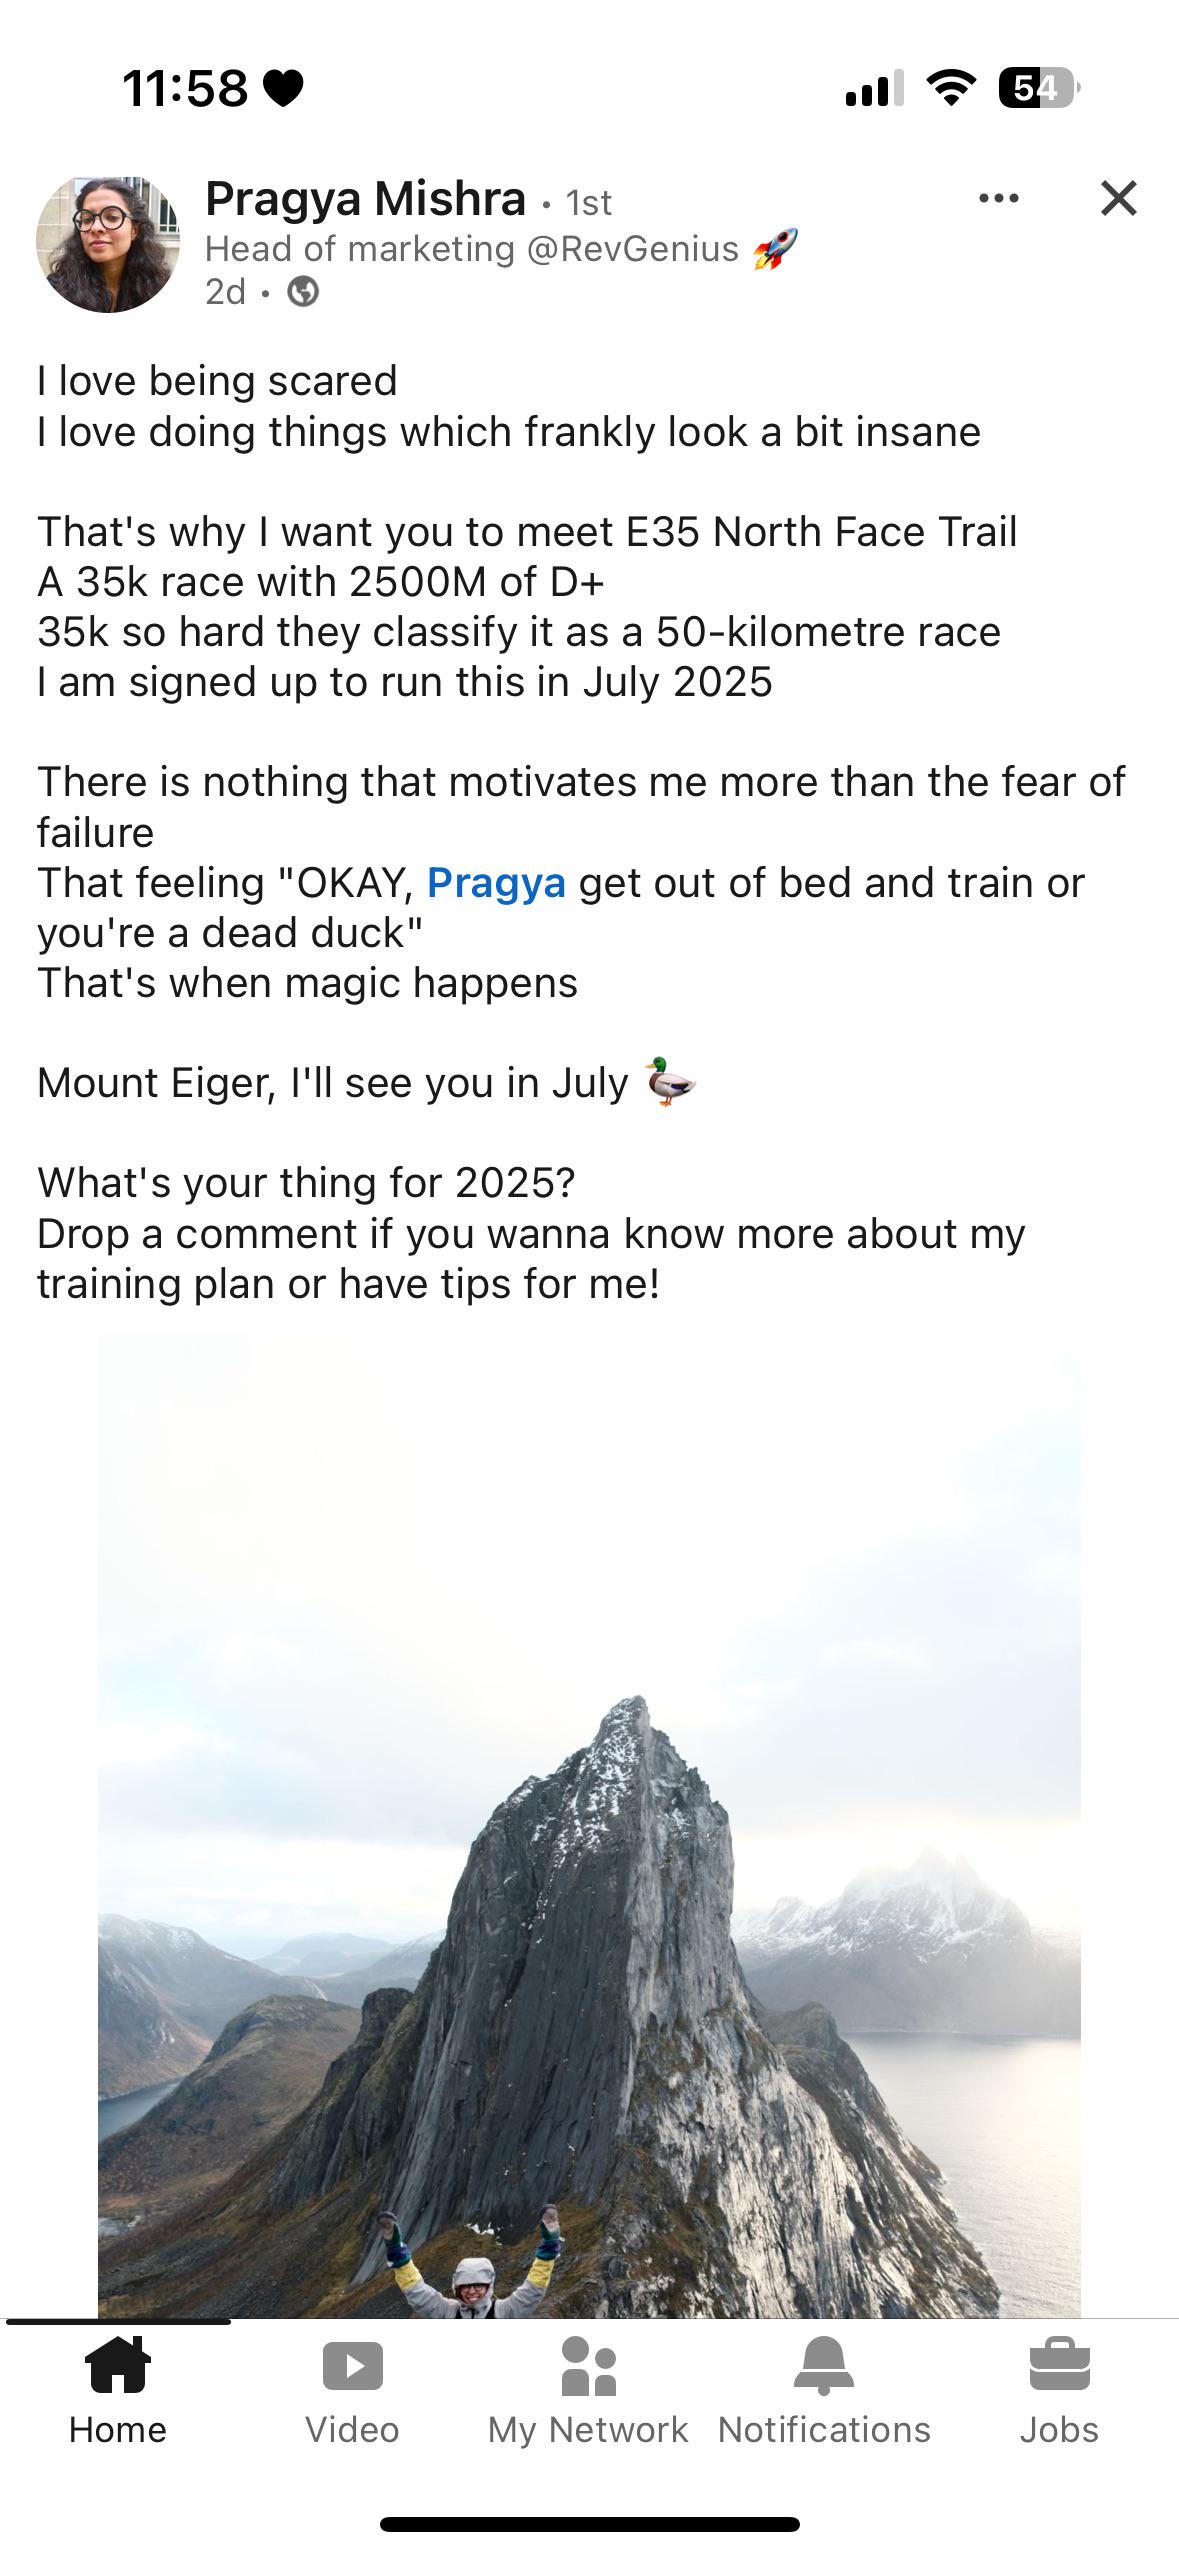 11:58
54
Pragya Mishra • 1st
Head of marketing @RevGenius 🚀
2d •
I love being scared
I love doing things which frankly look a bit insane
That's why I want you to meet E35 North Face Trail
A 35k race with 2500M of D+
35k so hard they classify it as a 50-kilometre race
I am signed up to run this in July 2025
There is nothing that motivates me more than the fear of
failure
That feeling "OKAY, Pragya get out of bed and train or
you're a dead duck"
That's when magic happens
Mount Eiger, I'll see you in July 🦆
What's your thing for 2025?
Drop a comment if you wanna know more about my
training plan or have tips for me!
Home
Video
My Network
Notifications
Jobs